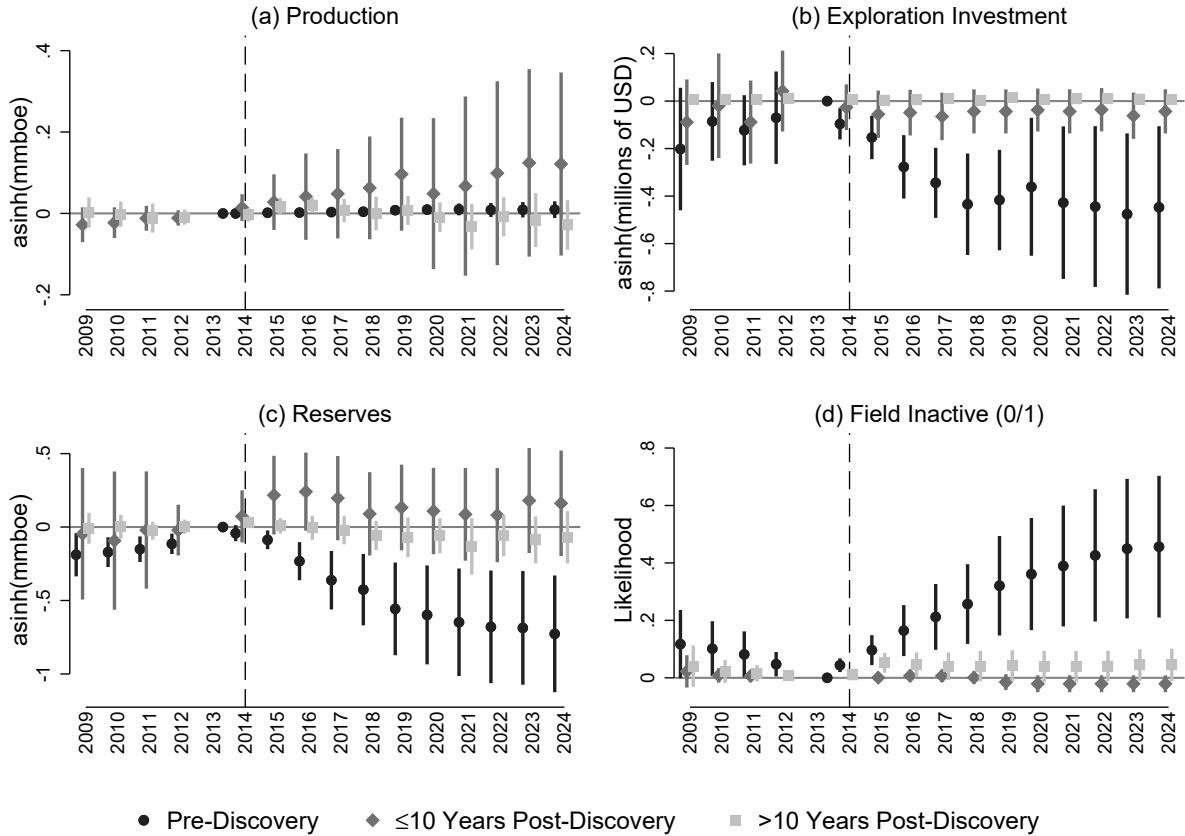 (a) Production
asinh(mmboe)
.4
.2
0
-.2
2009 2010 2011 2012 2013 2014 2015 2016 2017 2018 2019 2020 2021 2022 2023 2024
(b) Exploration Investment
asinh(millions of USD)
.2
0
-.2
-.4
-.6
-.8
2009 2010 2011 2012 2013 2014 2015 2016 2017 2018 2019 2020 2021 2022 2023 2024
(c) Reserves
asinh(mmboe)
.5
0
-.5
-1
2009 2010 2011 2012 2013 2014 2015 2016 2017 2018 2019 2020 2021 2022 2023 2024
(d) Field Inactive (0/1)
Likelihood
.8
.6
.4
.2
0
2009 2010 2011 2012 2013 2014 2015 2016 2017 2018 2019 2020 2021 2022 2023 2024
Pre-Discovery
≤10 Years Post-Discovery
>10 Years Post-Discovery